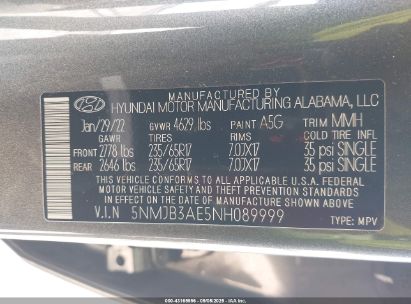 MANUFACTURED BY
HYUNDAI MOTOR MANUFACTURING ALABAMA, LLC
Jan/29/22 GVWR 4629 lbs PAINT A5G TRIM MMH
GAWR TIRES RIMS COLD TIRE INFL
FRONT 2778 lbs 235/65R17 7.0JX17 35 psi SINGLE
REAR 2646 lbs 235/65R17 7.0JX17 35 psi SINGLE
THIS VEHICLE CONFORMS TO ALL APPLICABLE U.S.A. FEDERAL
MOTOR VEHICLE SAFETY AND THEFT PREVENTION STANDARDS
IN EFFECT ON THE DATE OF MANUFACTURE SHOWN ABOVE.
V.I.N 5NMJB3AE5NH089999 TYPE: MPV